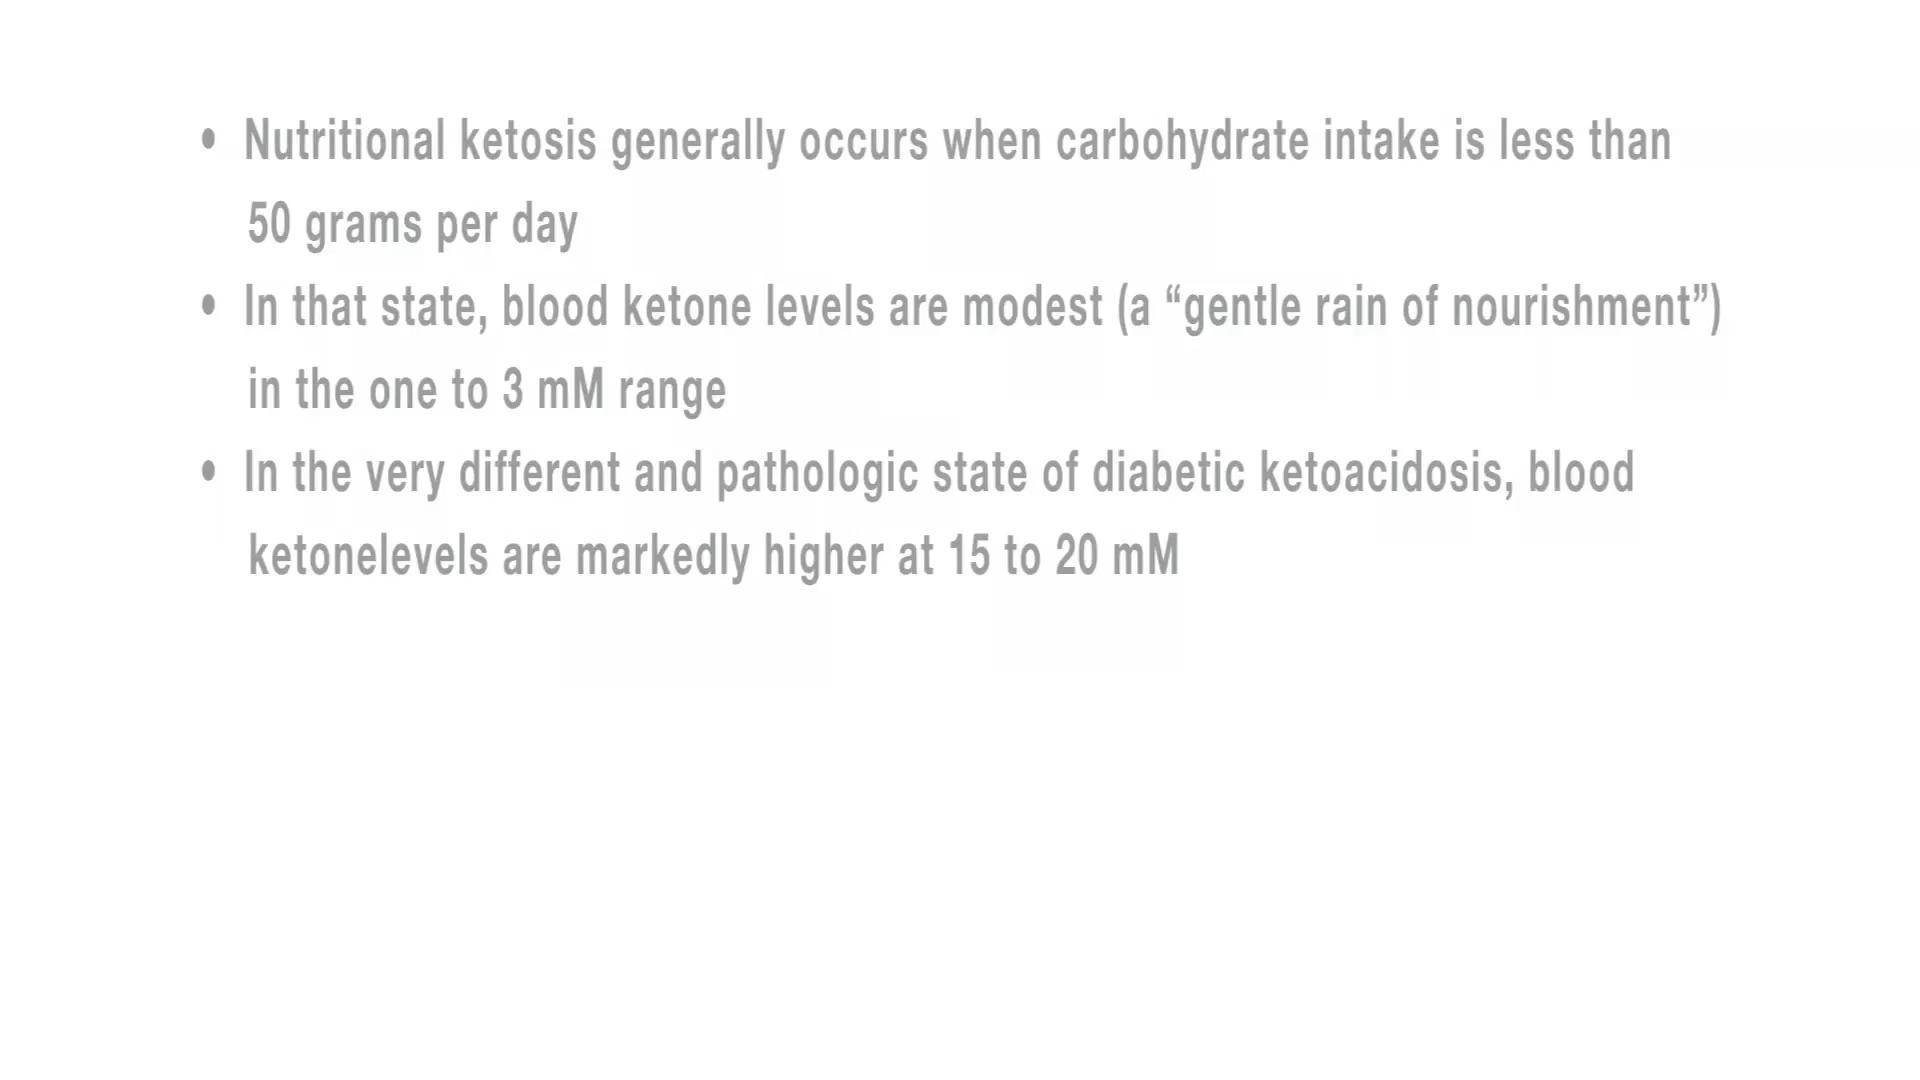 • Nutritional ketosis generally occurs when carbohydrate intake is less than
50 grams per day
• In that state, blood ketone levels are modest (a “gentle rain of nourishment”)
in the one to 3 mM range
• In the very different and pathologic state of diabetic ketoacidosis, blood
ketonelevels are markedly higher at 15 to 20 mM